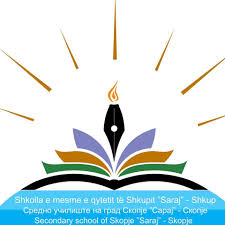 Shkolla e mesme e qytetit të Shkupit "Saraj" - Shkup
Средно училиште на град Скопје "Сарај" - Скопје
Secondary school of Skopje "Saraj" - Skopje